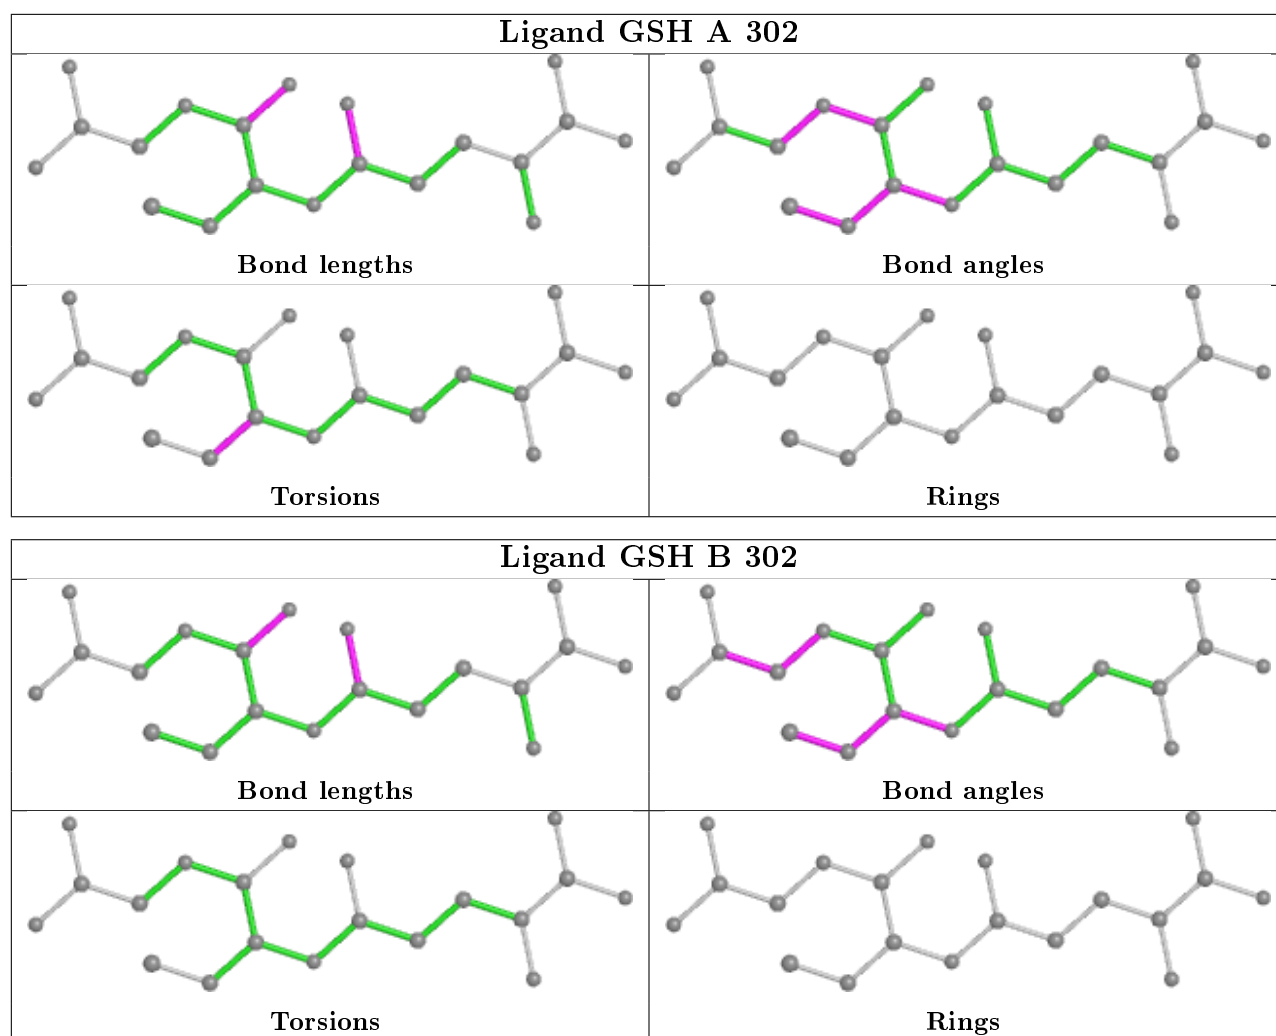 Ligand GSH A 302
Bond lengths
Bond angles
Torsions
Rings
Ligand GSH B 302
Bond lengths
Bond angles
Torsions
Rings